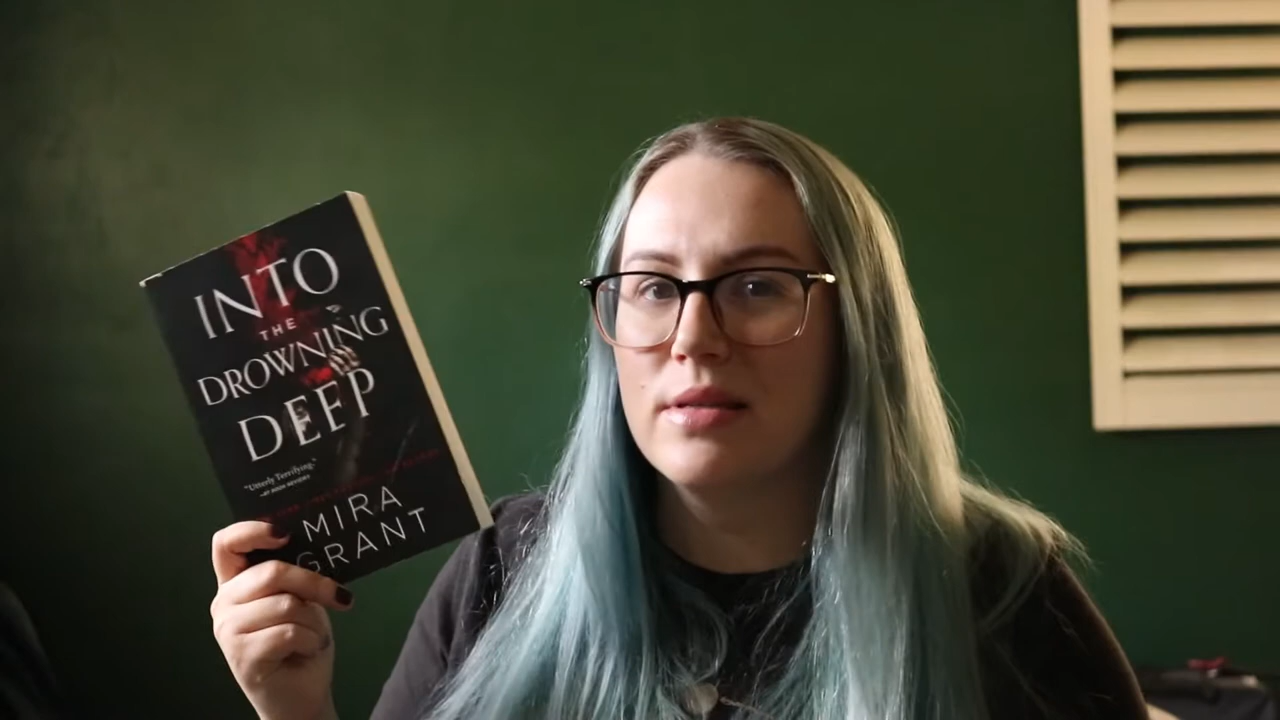 INTO
THE
DROWNING
DEEP
"Utterly Terrifying."
MIRA
GRANT